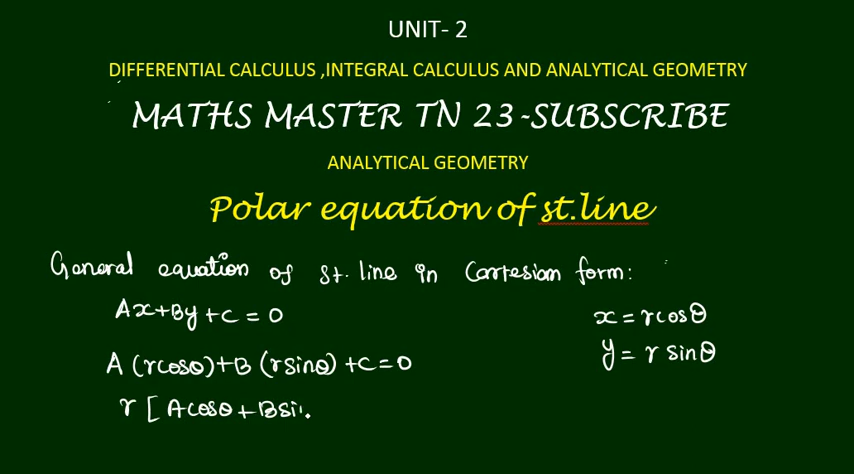 UNIT- 2
DIFFERENTIAL CALCULUS ,INTEGRAL CALCULUS AND ANALYTICAL GEOMETRY
MATHS MASTER TN 23-SUBSCRIBE
ANALYTICAL GEOMETRY
Polar equation of st.line
General equation of st. line in Cartesian form:
Ax+By+C=0
x=rcosθ
y=r sinθ
A(rcosθ)+B(rsinθ)+C=0
r[Acosθ+Bsi